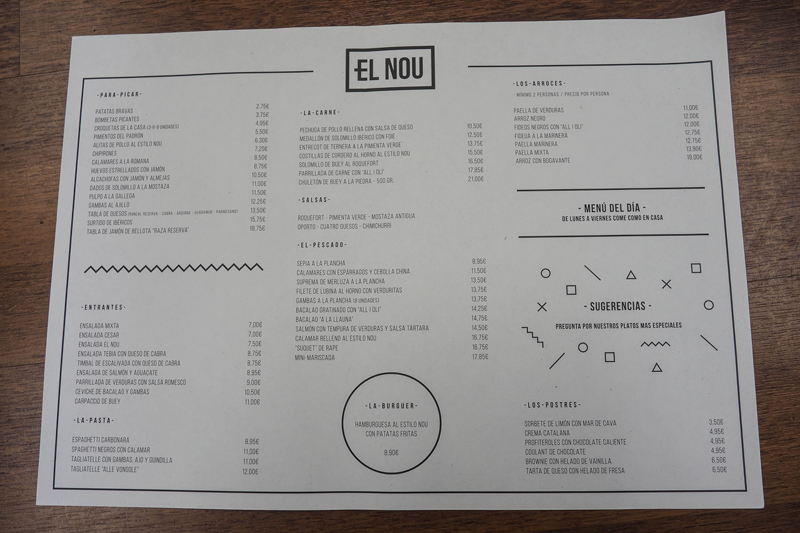 EL NOU
-PARA-PICAR-
PATATAS BRAVAS 2.75€
BOMBETAS PICANTES 3.75€
CROQUETAS DE LA CASA (3-6-9 UNIDADES) 4.95€
PIMIENTOS DEL PADRÓN 5.50€
ALITAS DE POLLO AL ESTILO NOU 6.30€
CHIPIRONES 7.20€
CALAMARES A LA ROMANA 8.50€
HUEVOS ESTRELLADOS CON JAMÓN 8.75€
ALCACHOFAS CON JAMÓN Y ALMEJAS 10.50€
DADOS DE SOLOMILLO A LA MOSTAZA 11.00€
PULPO A LA GALLEGA 11.50€
GAMBAS AL AJILLO 12.25€
TABLA DE QUESOS 13.50€
SURTIDO DE IBÉRICOS 15.75€
TABLA DE JAMÓN DE BELLOTA "RAZA RESERVA" 18.75€
-ENTRANTES-
ENSALADA MIXTA 7.00€
ENSALADA CESAR 7.00€
ENSALADA EL NOU 7.50€
ENSALADA TEBIA CON QUESO DE CABRA 8.75€
TIMBAL DE ESCALIVADA CON QUESO DE CABRA 8.75€
ENSALADA DE SALMÓN Y AGUACATE 8.95€
PARRILLADA DE VERDURAS CON SALSA ROMESCO 9.00€
CEVICHE DE BACALAO Y GAMBAS 10.50€
CARPACCIO DE BUEY 11.00€
-LA-PASTA-
ESPAGHETTI CARBONARA 8.95€
SPAGHETTI NEGROS CON CALAMAR 11.00€
TAGLIATELLE CON GAMBAS, AJO Y GUINDILLA 11.00€
TAGLIATELLE "ALLE VONGOLE" 12.00€
-LA-CARNE-
PECHUGA DE POLLO RELLENA CON SALSA DE QUESO 10.50€
MEDALLÓN DE SOLOMILLO IBÉRICO CON FOIE 12.50€
ENTRECOT DE TERNERA A LA PIMIENTA VERDE 13.75€
COSTILLAS DE CORDERO AL HORNO AL ESTILO NOU 15.50€
SOLOMILLO DE BUEY AL ROQUEFORT 16.50€
PARRILLADA DE CARNE CON "ALL I OLI" 17.85€
CHULETON DE BUEY A LA PIEDRA - 500 GR. 21.00€
-SALSAS-
ROQUEFORT - PIMIENTA VERDE - MOSTAZA ANTIGUA
OPORTO - CUATRO QUESOS - CHIMICHURRI
-EL-PESCADO-
SEPIA A LA PLANCHA 8,95€
CALAMARES CON ESPÁRRAGOS Y CEBOLLA CHINA 11,50€
SUPREMA DE MERLUZA A LA PLANCHA 13,50€
FILETE DE LUBINA AL HORNO CON VERDURITAS 13,75€
GAMBAS A LA PLANCHA (8 UNIDADES) 13,75€
BACALAO GRATINADO CON "ALL I OLI" 14,25€
BACALAO "A LA LLAUNA" 14,75€
SALMÓN CON TEMPURA DE VERDURAS Y SALSA TÁRTARA 14,50€
CALAMAR RELLENO AL ESTILO NOU 16,75€
"SUQUET" DE RAPE 16,75€
MINI-MARISCADA 17,85€
-LA-BURGUER-
HAMBURGUESA AL ESTILO NOU
CON PATATAS FRITAS
8,90€
-LOS-ARROCES-
- MÍNIMO 2 PERSONAS / PRECIO POR PERSONA -
PAELLA DE VERDURAS 11,00€
ARROZ NEGRO 12,00€
FIDEOS NEGROS CON "ALL I OLI" 12,00€
FIDEUÀ A LA MARINERA 12,75€
PAELLA MARINERA 12,75€
PAELLA MIXTA 13,90€
ARROZ CON BOGAVANTE 19,00€
- MENÚ DEL DÍA -
DE LUNES A VIERNES COME COMO EN CASA
- SUGERENCIAS -
PREGUNTA POR NUESTROS PLATOS MAS ESPECIALES
-LOS-POSTRES-
SORBETE DE LIMÓN CON MAR DE CAVA 3,50€
CREMA CATALANA 4,95€
PROFITEROLES CON CHOCOLATE CALIENTE 4,95€
COULANT DE CHOCOLATE 4,95€
BROWNIE CON HELADO DE VAINILLA 6,50€
TARTA DE QUESO CON HELADO DE FRESA 6,50€